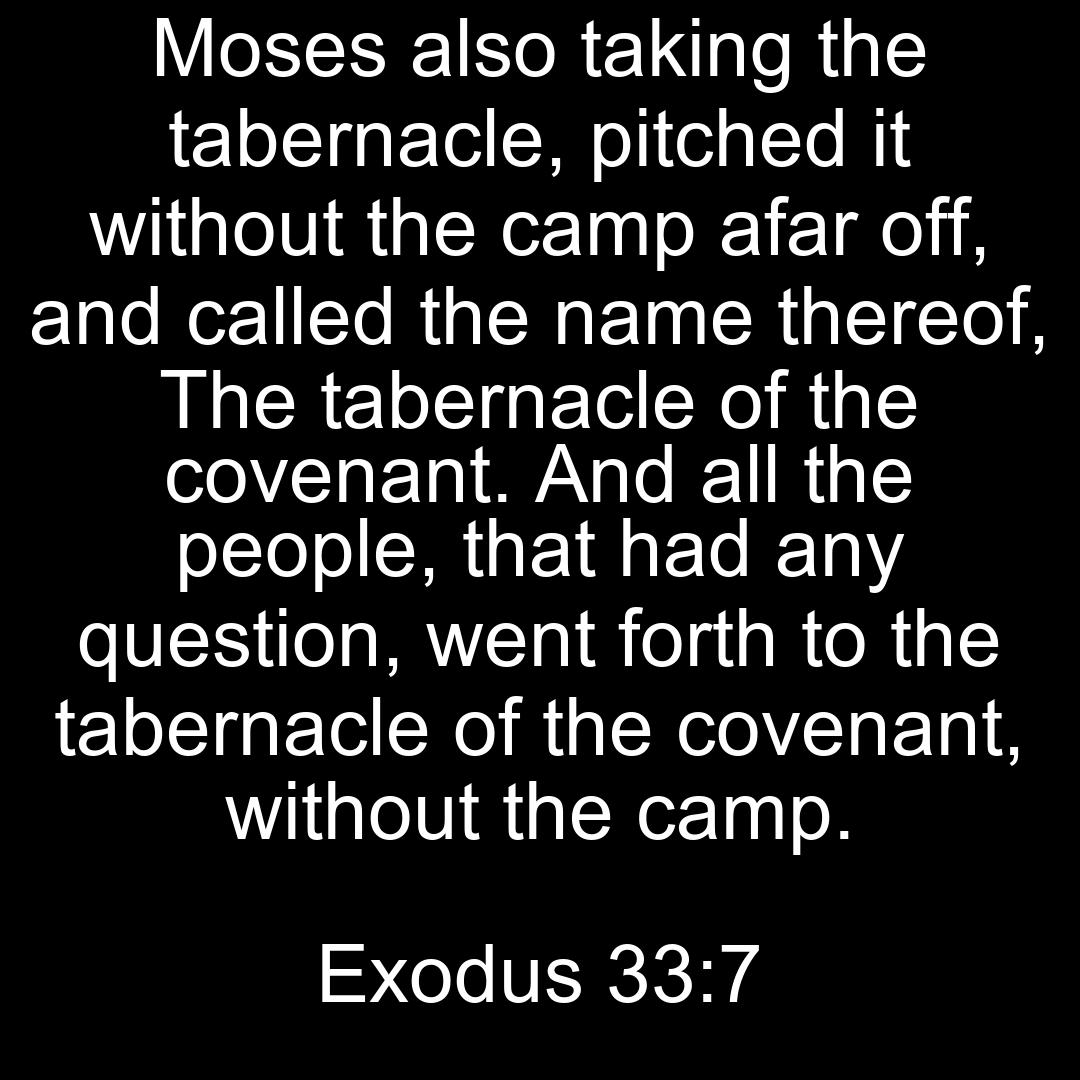 Moses also taking the
tabernacle, pitched it
without the camp afar off,
and called the name thereof,
The tabernacle of the
covenant. And all the
people, that had any
question, went forth to the
tabernacle of the covenant,
without the camp.
Exodus 33:7